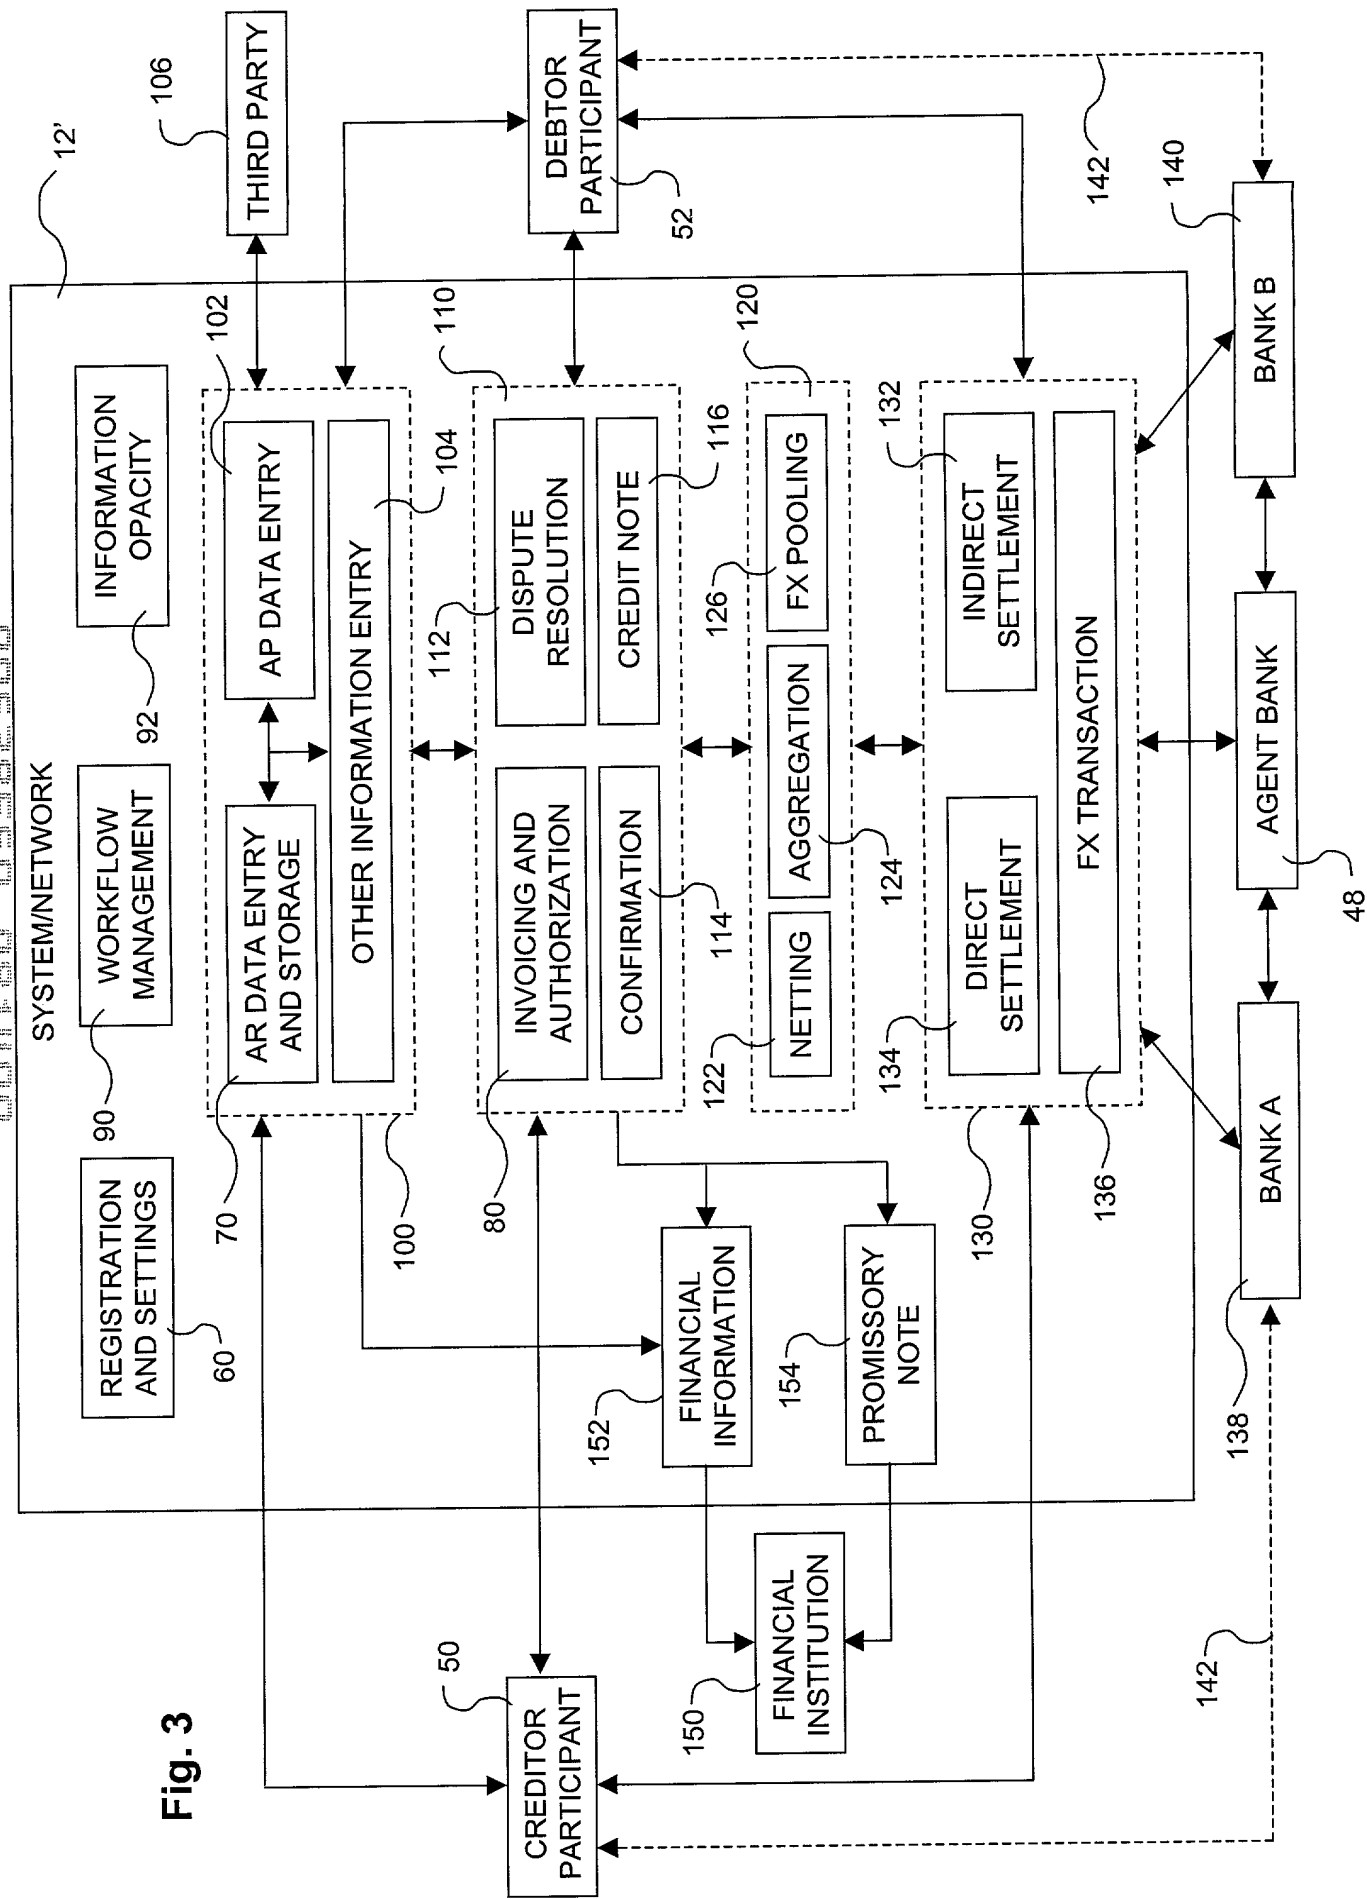 Fig. 3
SYSTEM/NETWORK
12'
REGISTRATION
AND SETTINGS
60
WORKFLOW
MANAGEMENT
90
INFORMATION
OPACITY
92
AR DATA ENTRY
AND STORAGE
70
AP DATA ENTRY
102
OTHER INFORMATION ENTRY
104
100
THIRD PARTY
106
CREDITOR
PARTICIPANT
50
INVOICING AND
AUTHORIZATION
80
DISPUTE
RESOLUTION
112
CONFIRMATION
114
CREDIT NOTE
116
110
DEBTOR
PARTICIPANT
52
FINANCIAL
INFORMATION
152
PROMISSORY
NOTE
154
FINANCIAL
INSTITUTION
150
NETTING
122
AGGREGATION
124
FX POOLING
126
120
DIRECT
SETTLEMENT
134
INDIRECT
SETTLEMENT
132
FX TRANSACTION
136
130
BANK A
138
AGENT BANK
48
BANK B
140
142
142